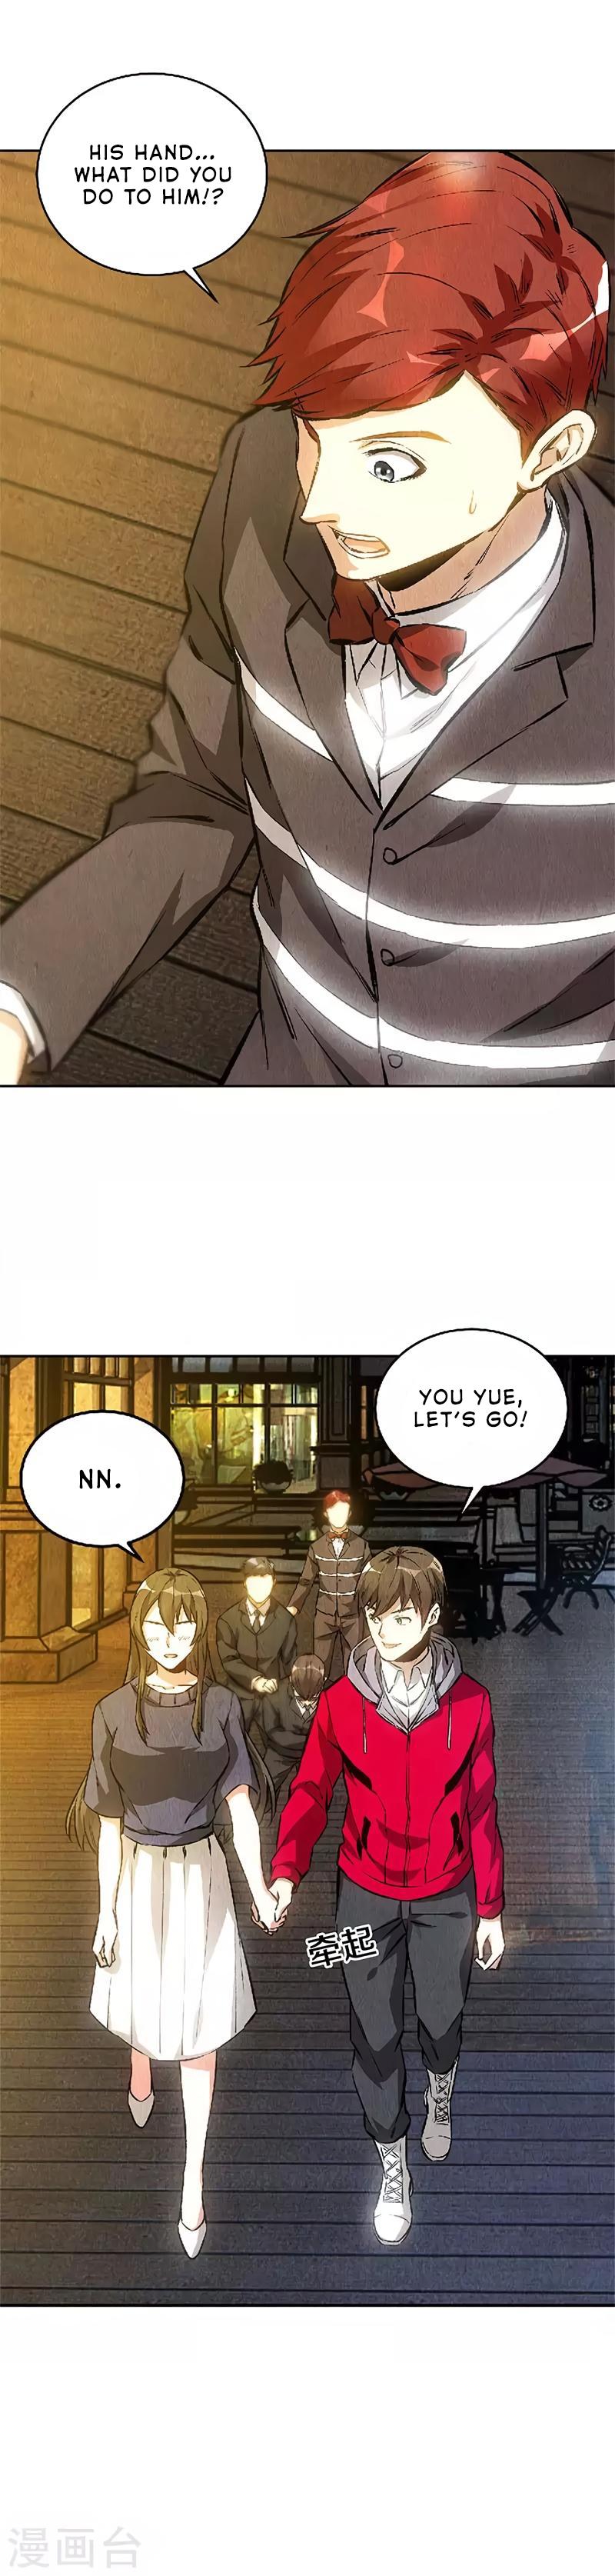 HIS HAND...
WHAT DID YOU
DO TO HIM!?
YOU YUE,
LET'S GO!
NN.
牵起
漫画台